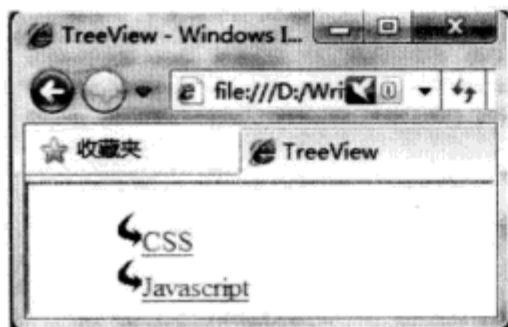 TreeView - Windows I...
file:///D:/Wri
收藏夹
TreeView
CSS
Javascript